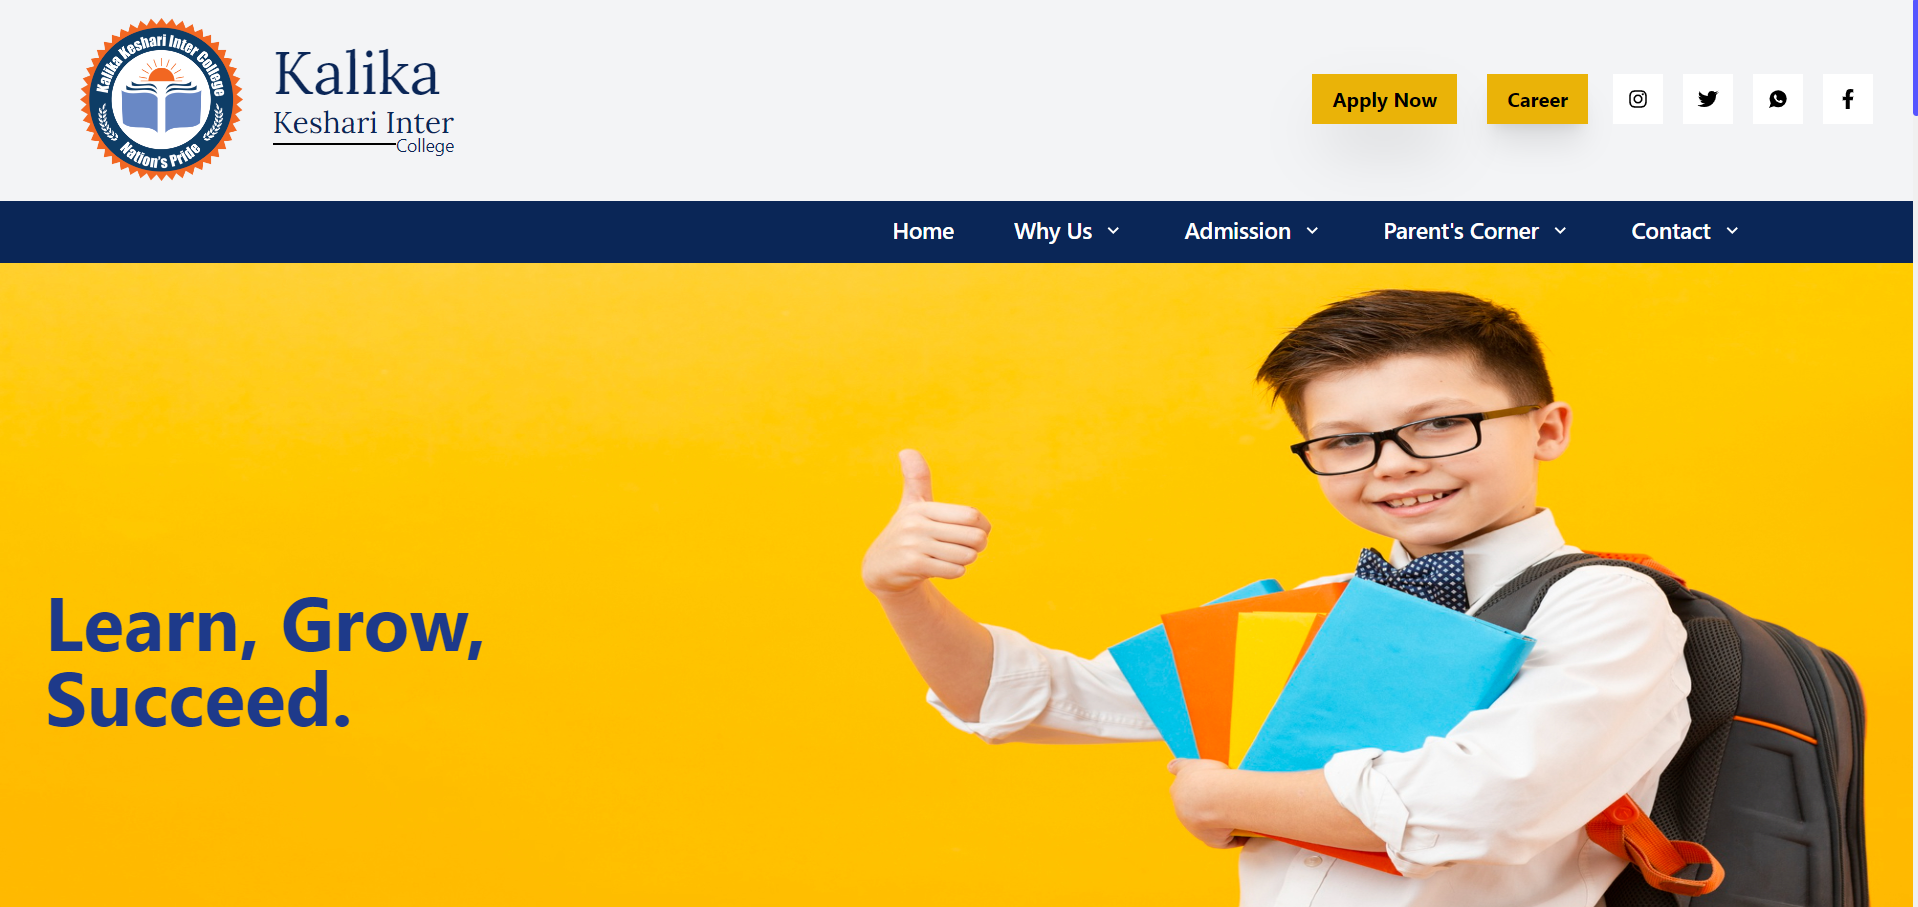 Kalika Keshari Inter College
Nation's Pride
Kalika
Keshari Inter
College
Apply Now
Career
Home
Why Us
Admission
Parent's Corner
Contact
Learn, Grow,
Succeed.